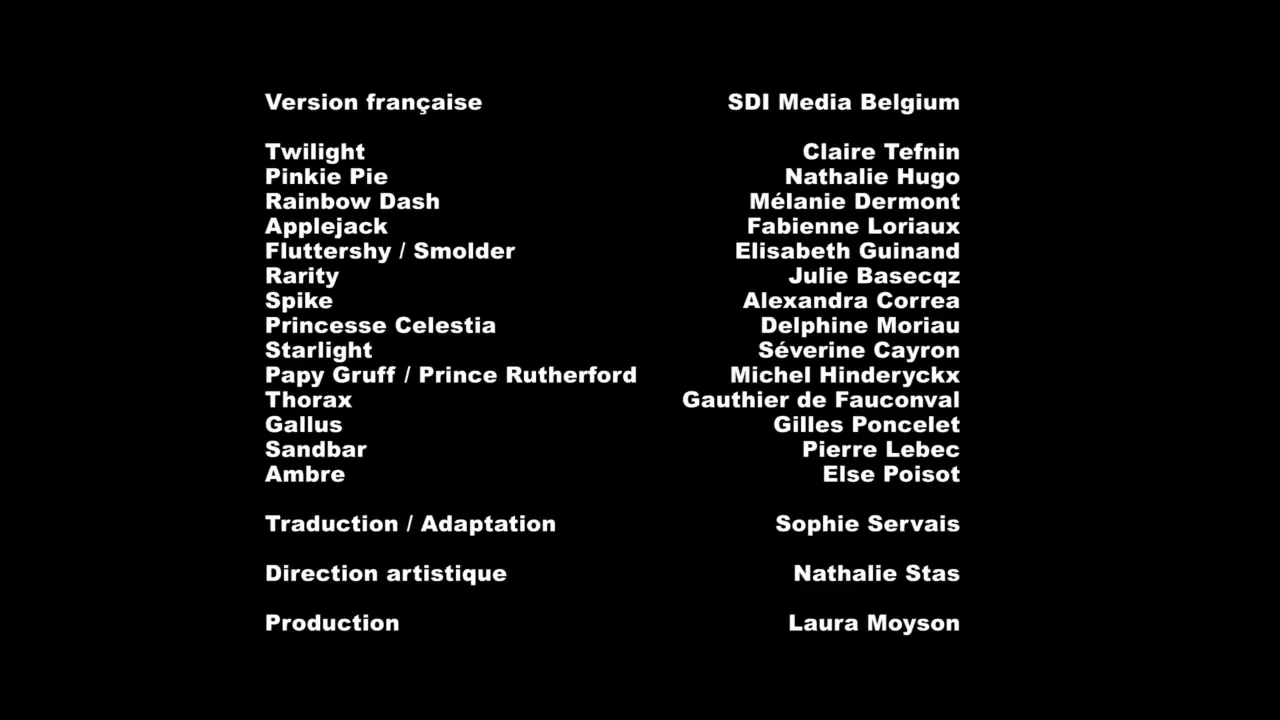 Version française SDI Media Belgium
Twilight Claire Tefnin
Pinkie Pie Nathalie Hugo
Rainbow Dash Mélanie Dermont
Applejack Fabienne Loriaux
Fluttershy / Smolder Elisabeth Guinand
Rarity Julie Basecqz
Spike Alexandra Correa
Princesse Celestia Delphine Moriau
Starlight Séverine Cayron
Papy Gruff / Prince Rutherford Michel Hinderyckx
Thorax Gauthier de Fauconval
Gallus Gilles Poncelet
Sandbar Pierre Lebec
Ambre Else Poisot
Traduction / Adaptation Sophie Servais
Direction artistique Nathalie Stas
Production Laura Moyson